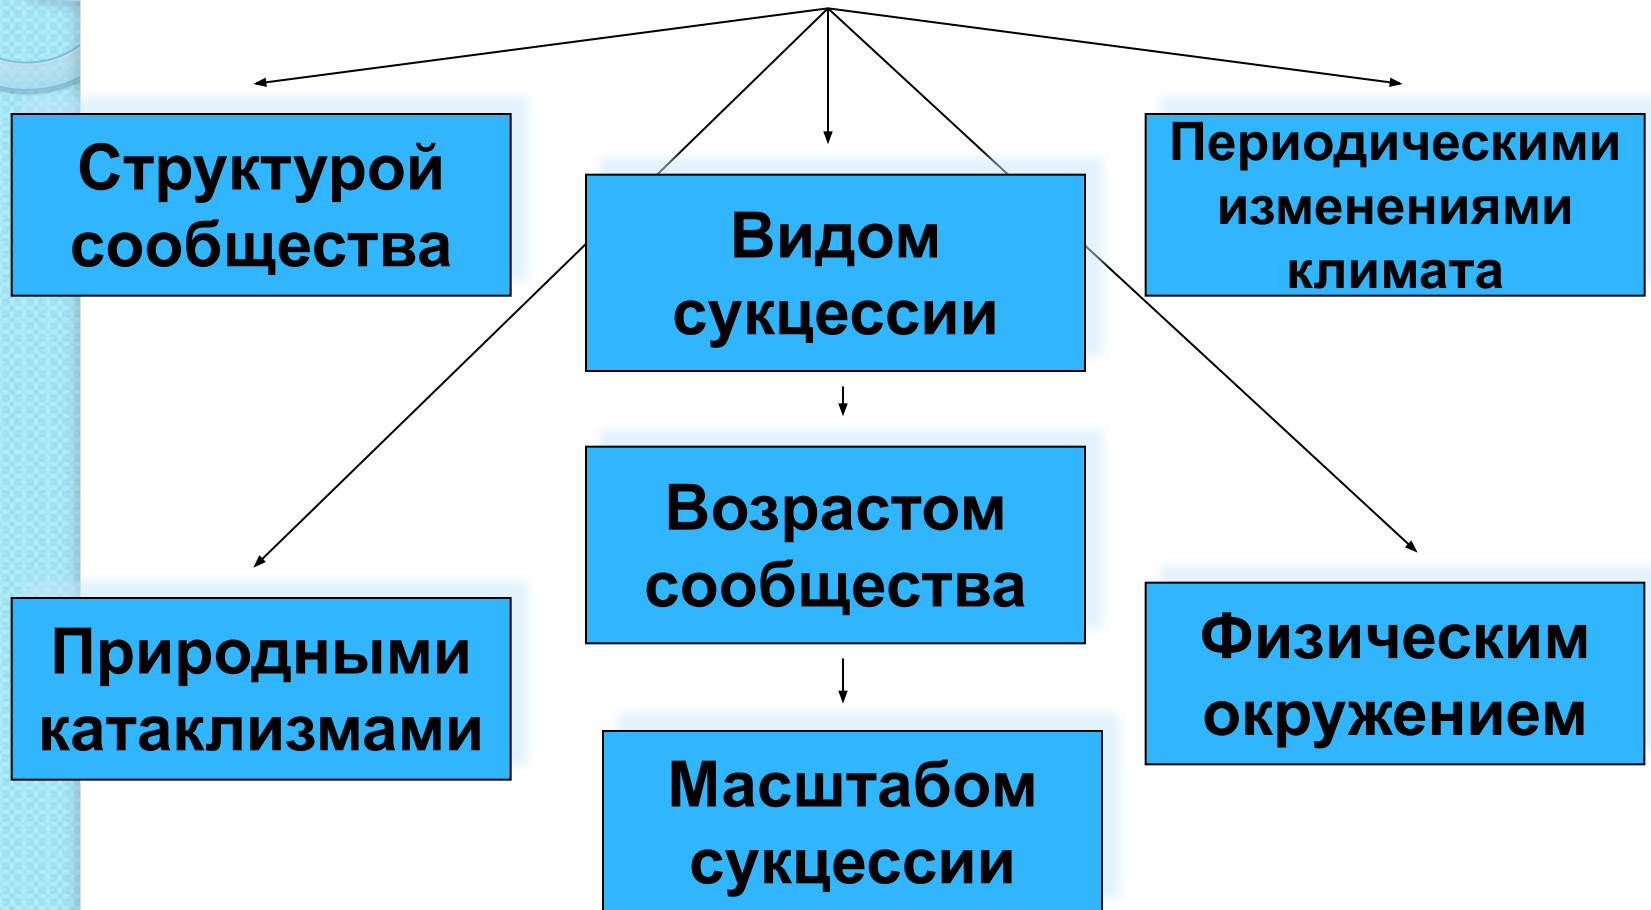 Структурой
сообщества
Видом
сукцессии
Периодическими
изменениями
климата
Возрастом
сообщества
Природными
катаклизмами
Физическим
окружением
Масштабом
сукцессии